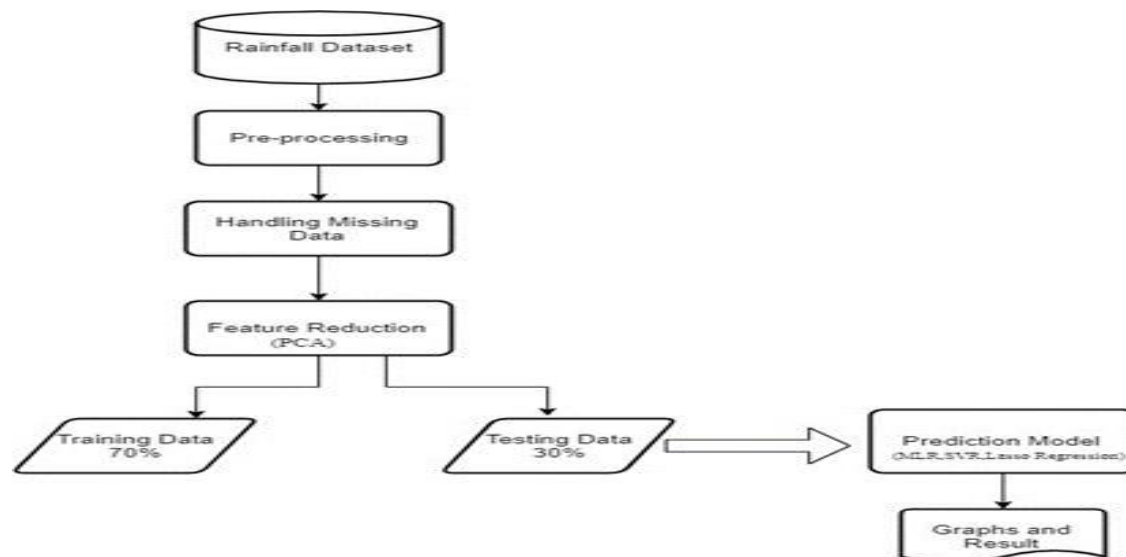 Rainfall Dataset
Pre-processing
Handling Missing
Data
Feature Reduction
(PCA)
Training Data
70%
Testing Data
30%
Prediction Model
(MLR,SVR,Lasso Regression)
Graphs and
Result